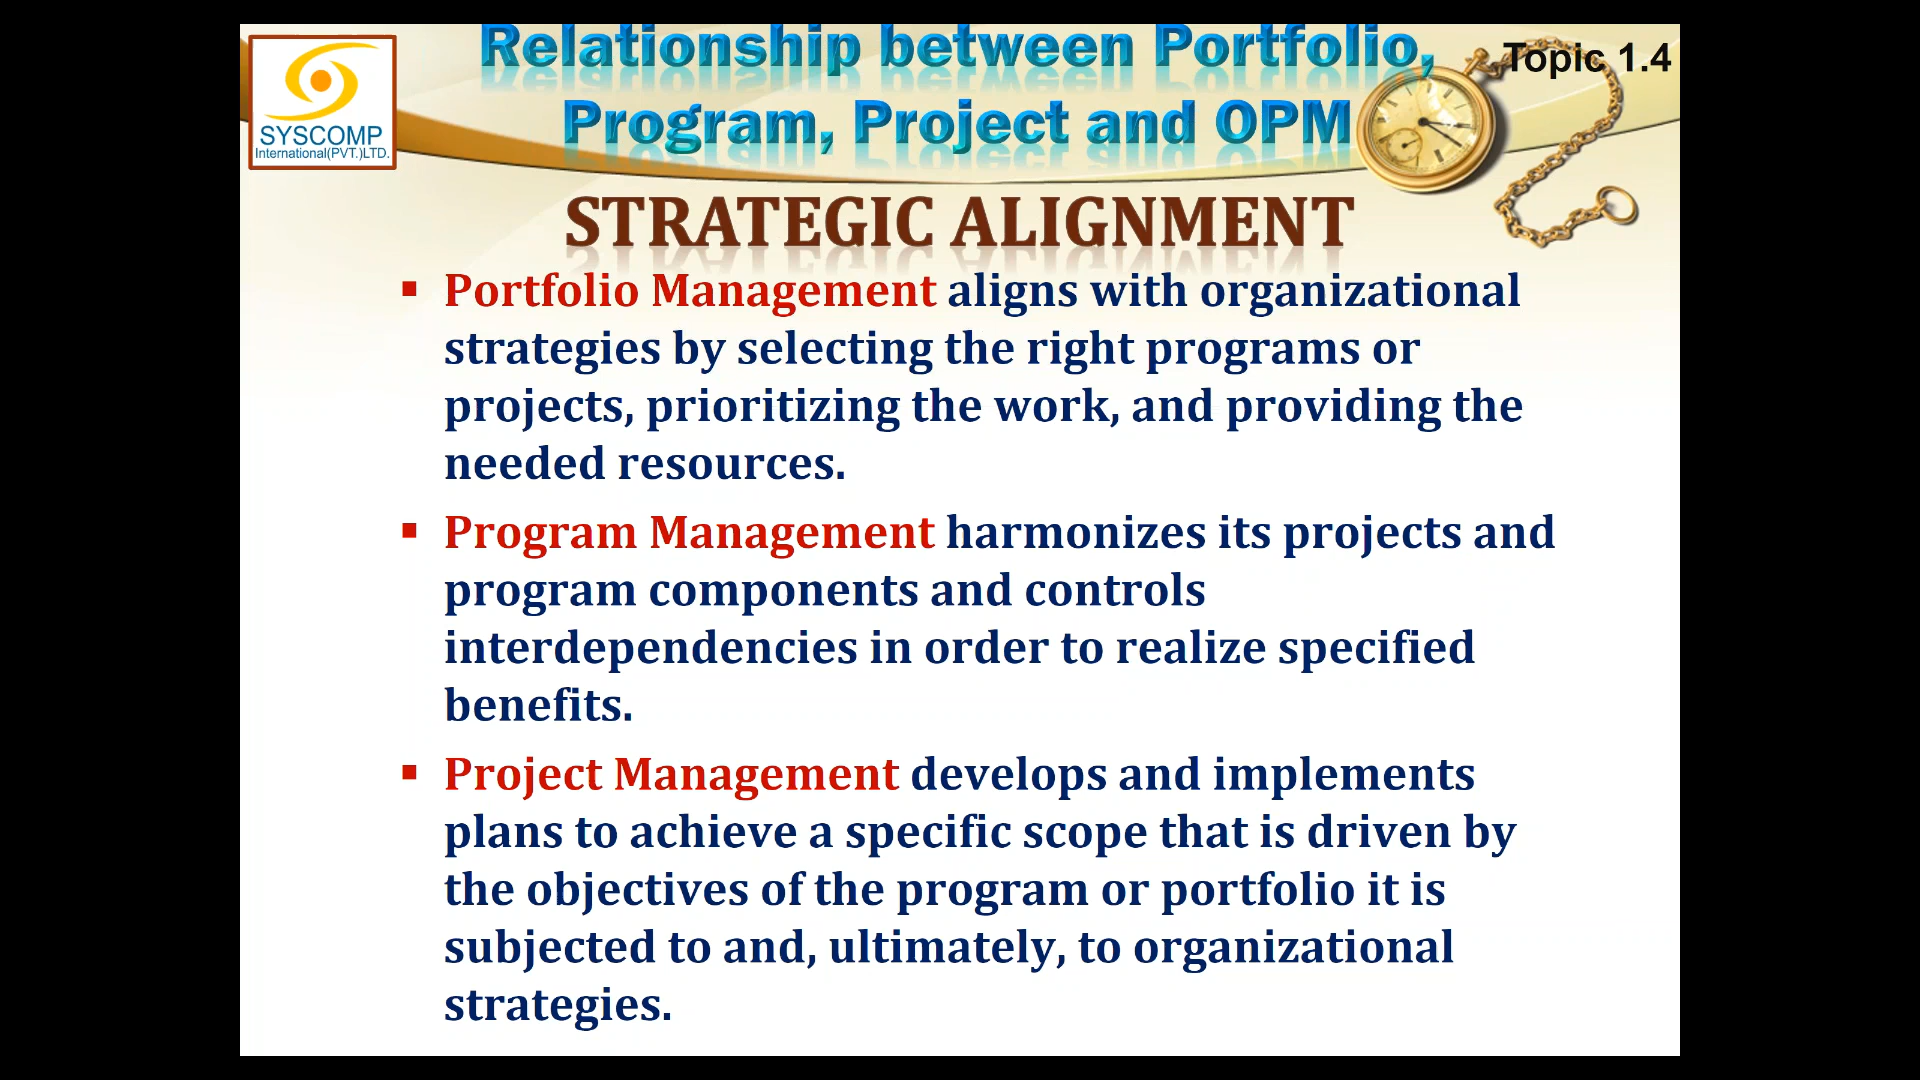 SYSCOMP
International(PVT.)LTD.
Relationship between Portfolio,
Program, Project and OPM
Topic 1.4
STRATEGIC ALIGNMENT
▪ Portfolio Management aligns with organizational
strategies by selecting the right programs or
projects, prioritizing the work, and providing the
needed resources.
▪ Program Management harmonizes its projects and
program components and controls
interdependencies in order to realize specified
benefits.
▪ Project Management develops and implements
plans to achieve a specific scope that is driven by
the objectives of the program or portfolio it is
subjected to and, ultimately, to organizational
strategies.